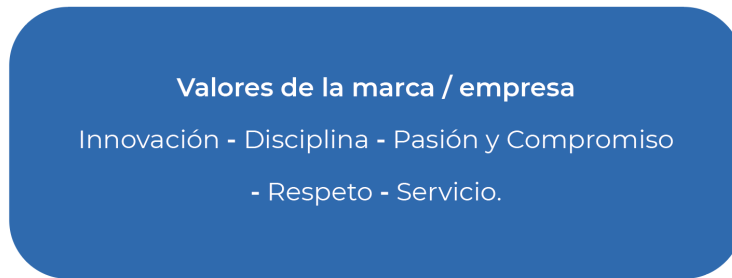 Valores de la marca / empresa
Innovación - Disciplina - Pasión y Compromiso
- Respeto - Servicio.